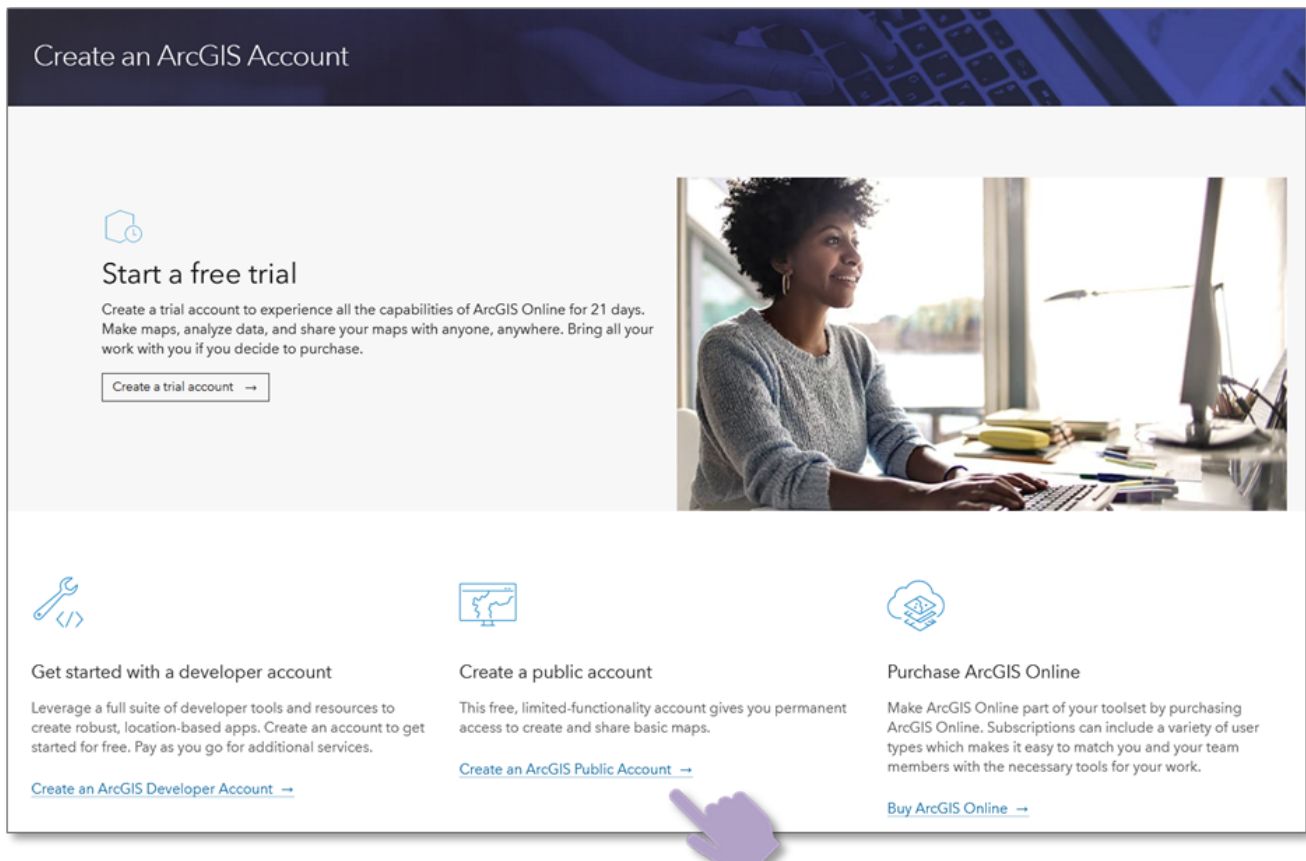 Create an ArcGIS Account
Start a free trial
Create a trial account to experience all the capabilities of ArcGIS Online for 21 days.
Make maps, analyze data, and share your maps with anyone, anywhere. Bring all your
work with you if you decide to purchase.
Create a trial account →
</>
Get started with a developer account
Leverage a full suite of developer tools and resources to
create robust, location-based apps. Create an account to get
started for free. Pay as you go for additional services.
Create an ArcGIS Developer Account →
Create a public account
This free, limited-functionality account gives you permanent
access to create and share basic maps.
Create an ArcGIS Public Account →
Purchase ArcGIS Online
Make ArcGIS Online part of your toolset by purchasing
ArcGIS Online. Subscriptions can include a variety of user
types which makes it easy to match you and your team
members with the necessary tools for your work.
Buy ArcGIS Online →